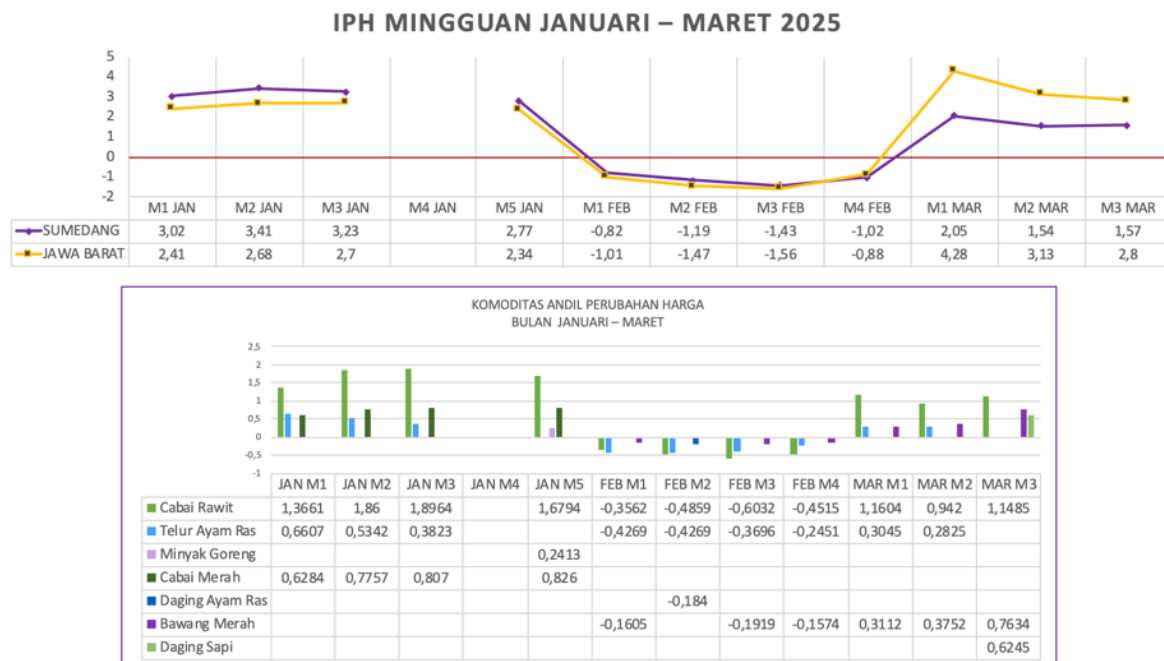 IPH MINGGUAN JANUARI – MARET 2025
5
4
3
2
1
0
-1
-2
M1 JAN M2 JAN M3 JAN M4 JAN M5 JAN M1 FEB M2 FEB M3 FEB M4 FEB M1 MAR M2 MAR M3 MAR
SUMEDANG 3,02 3,41 3,23 2,77 -0,82 -1,19 -1,43 -1,02 2,05 1,54 1,57
JAWA BARAT 2,41 2,68 2,7 2,34 -1,01 -1,47 -1,56 -0,88 4,28 3,13 2,8
KOMODITAS ANDIL PERUBAHAN HARGA
BULAN JANUARI – MARET
2,5
2
1,5
1
0,5
0
-0,5
-1
JAN M1 JAN M2 JAN M3 JAN M4 JAN M5 FEB M1 FEB M2 FEB M3 FEB M4 MAR M1 MAR M2 MAR M3
Cabai Rawit 1,3661 1,86 1,8964 1,6794 -0,3562 -0,4859 -0,6032 -0,4515 1,1604 0,942 1,1485
Telur Ayam Ras 0,6607 0,5342 0,3823 -0,4269 -0,4269 -0,3696 -0,2451 0,3045 0,2825
Minyak Goreng 0,2413
Cabai Merah 0,6284 0,7757 0,807 0,826
Daging Ayam Ras -0,184
Bawang Merah -0,1605 -0,1919 -0,1574 0,3112 0,3752 0,7634
Daging Sapi 0,6245